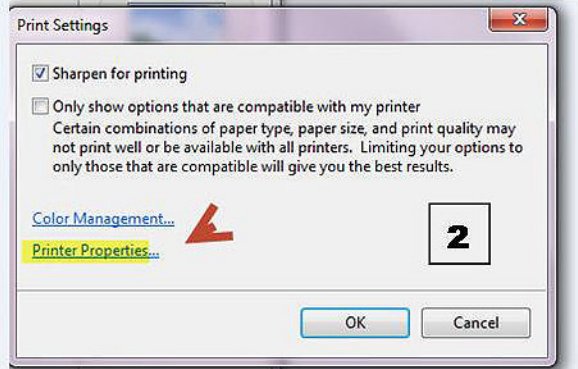 Print Settings
X
Sharpen for printing
Only show options that are compatible with my printer
Certain combinations of paper type, paper size, and print quality may
not print well or be available with all printers. Limiting your options to
only those that are compatible will give you the best results.
Color Management...
Printer Properties...
2
OK Cancel